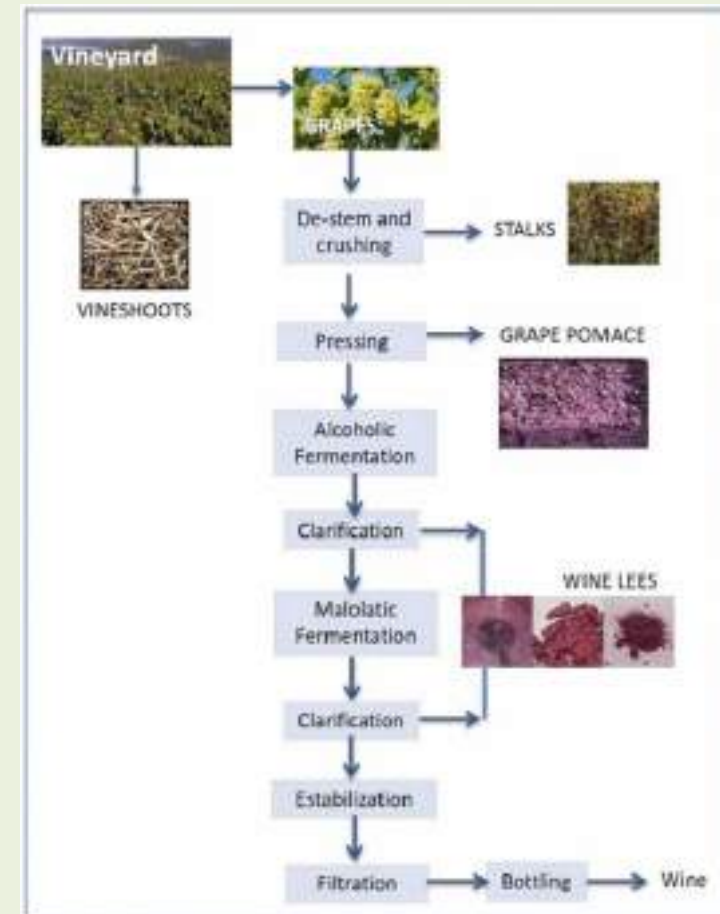 Vineyard
GRAPES
De-stem and
crushing
STALKS
VINESHOOTS
Pressing
GRAPE POMACE
Alcoholic
Fermentation
Clarification
WINE LEES
Malolatic
Fermentation
Clarification
Estabilization
Filtration
Bottling
Wine